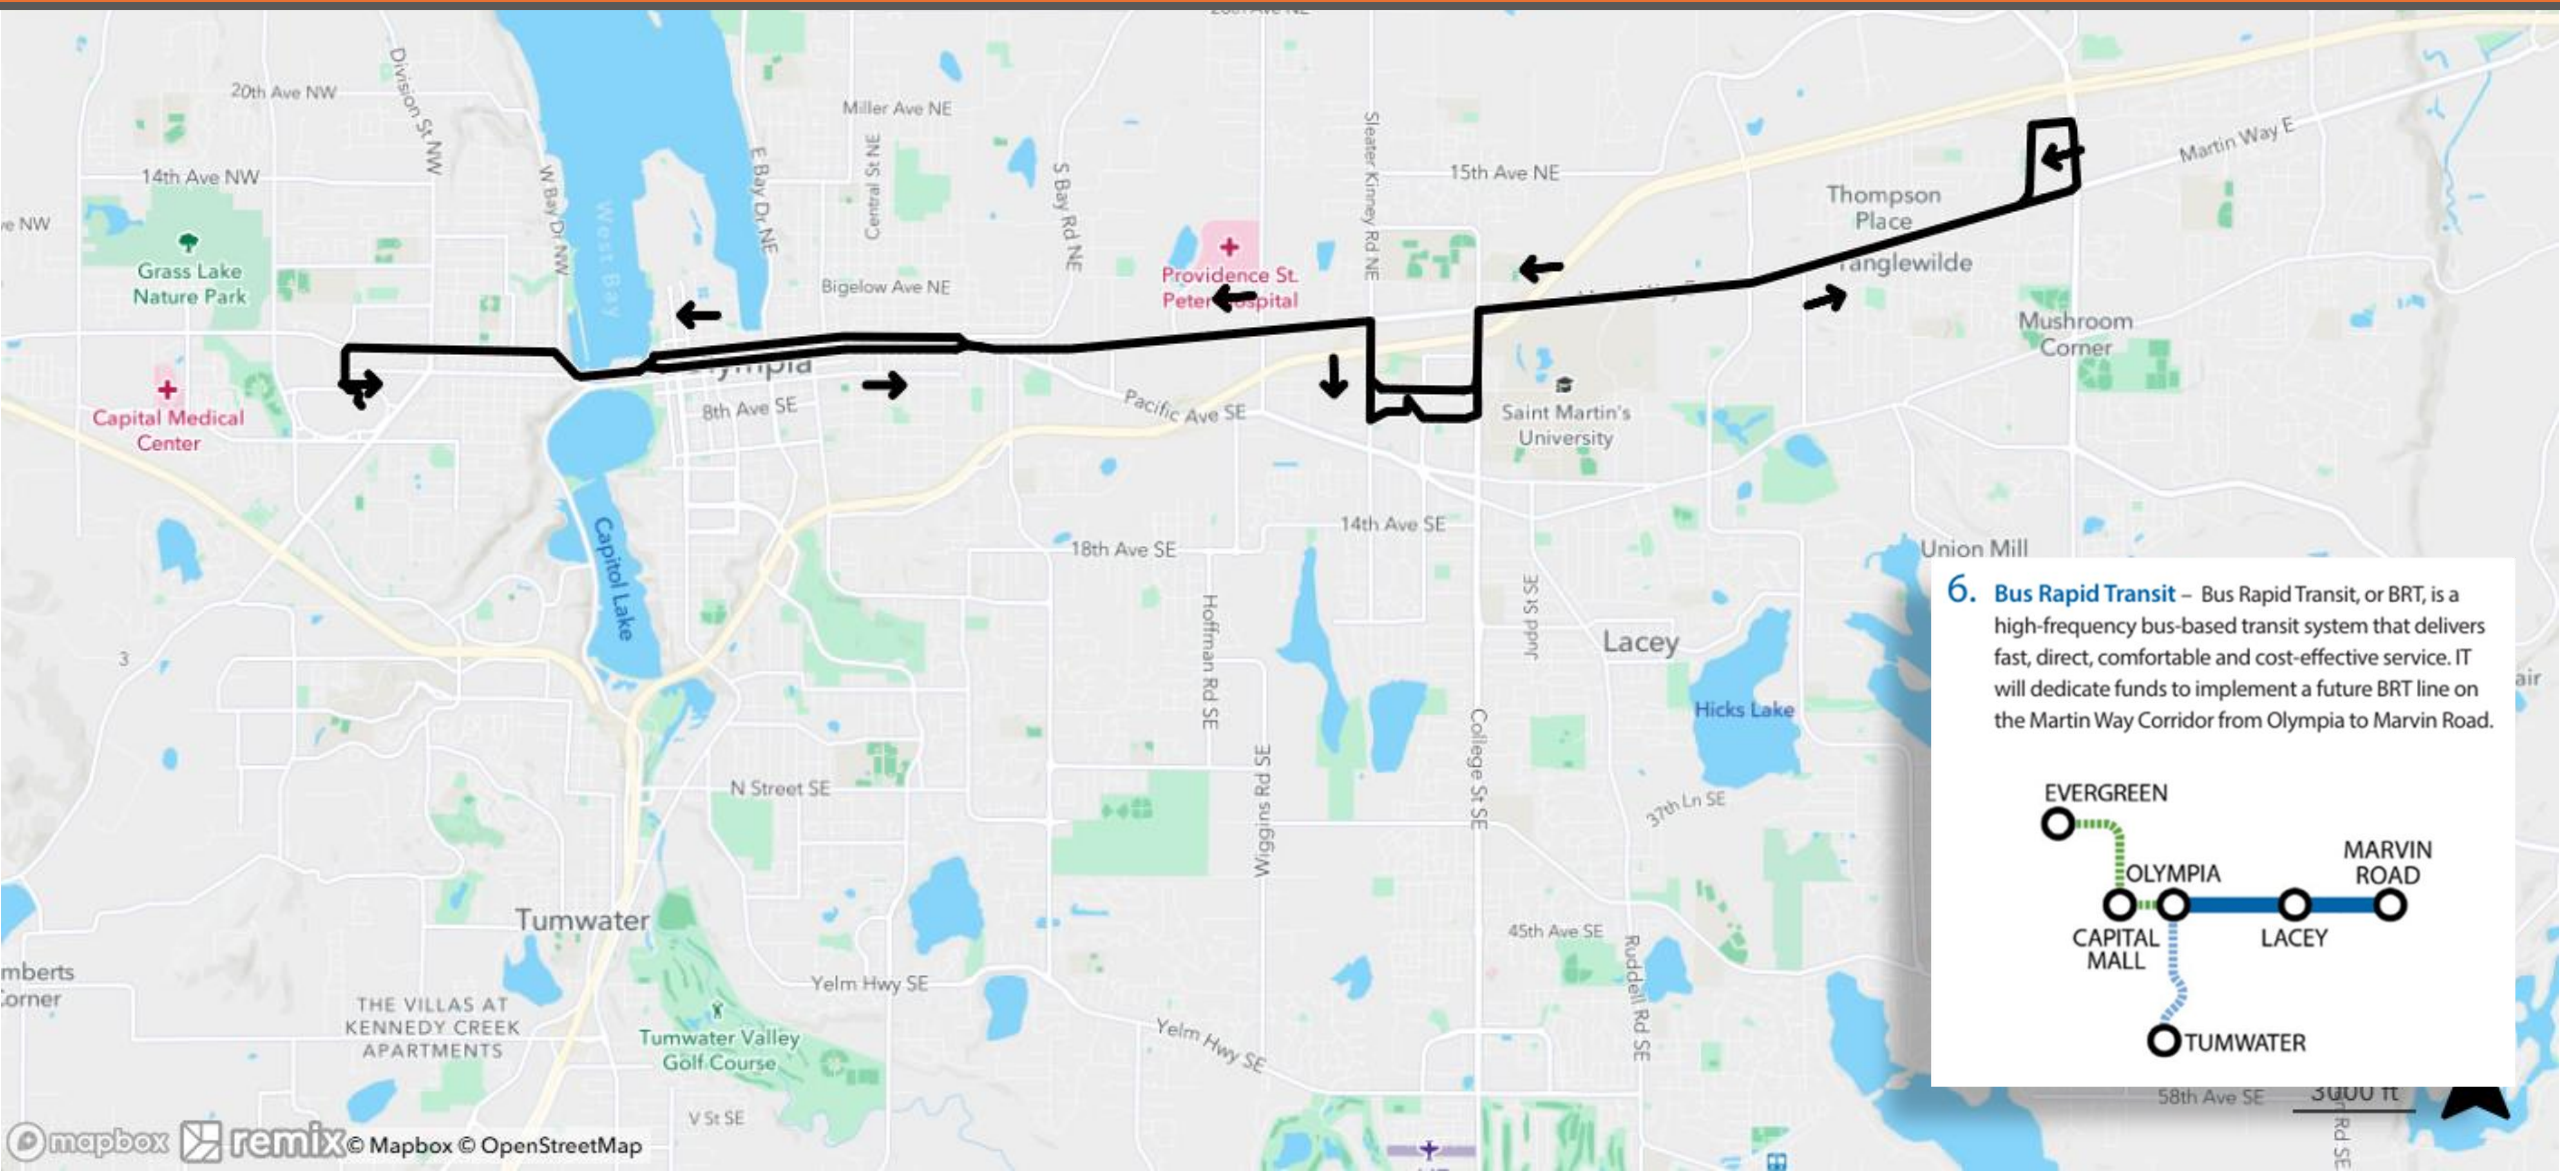 20th Ave NW
Division St NW
Miller Ave NE
14th Ave NW
W Bay Dr NW
West Bay
E Bay Dr NE
Central St NE
S Bay Rd NE
Sleater Kinney Rd NE
15th Ave NE
Martin Way E
Thompson
Place
Grass Lake
Nature Park
Bigelow Ave NE
Providence St.
Mushroom
Corner
Capital Medical
Center
8th Ave SE
Pacific Ave SE
Saint Martin's
University
Capitol Lake
18th Ave SE
14th Ave SE
Union Mill
Hoffman Rd SE
Judd St SE
Lacey
3
Hicks Lake
N Street SE
Wiggins Rd SE
College St SE
37th Ln SE
Tumwater
45th Ave SE
Ruddell Rd SE
Yelm Hwy SE
THE VILLAS AT
KENNEDY CREEK
APARTMENTS
Tumwater Valley
Golf Course
Yelm Hwy SE
V St SE
58th Ave SE
3000 ft
6. Bus Rapid Transit – Bus Rapid Transit, or BRT, is a
high-frequency bus-based transit system that delivers
fast, direct, comfortable and cost-effective service. IT
will dedicate funds to implement a future BRT line on
the Martin Way Corridor from Olympia to Marvin Road.
EVERGREEN
OLYMPIA
MARVIN
ROAD
CAPITAL
MALL
LACEY
TUMWATER
mapbox remix © Mapbox © OpenStreetMap